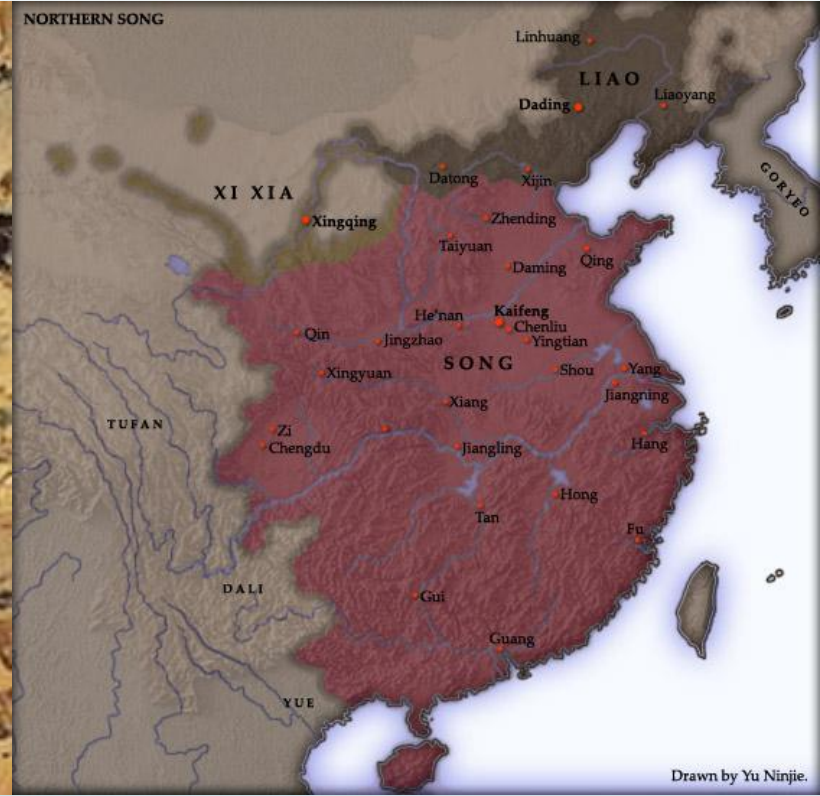 NORTHERN SONG
Linhuang
LIAO
Dading
Liaoyang
Datong
Xijin
GORYEO
XI XIA
Xingqing
Zhending
Taiyuan
Qing
Daming
He'nan
Kaifeng
Chenliu
Qin
Jingzhao
Yingtian
SONG
Xingyuan
Shou
Yang
Jiangning
Xiang
TUFAN
Zi
Chengdu
Jiangling
Hang
Hong
Tan
Fu
DALI
Gui
Guang
YUE
Drawn by Yu Ninjie.